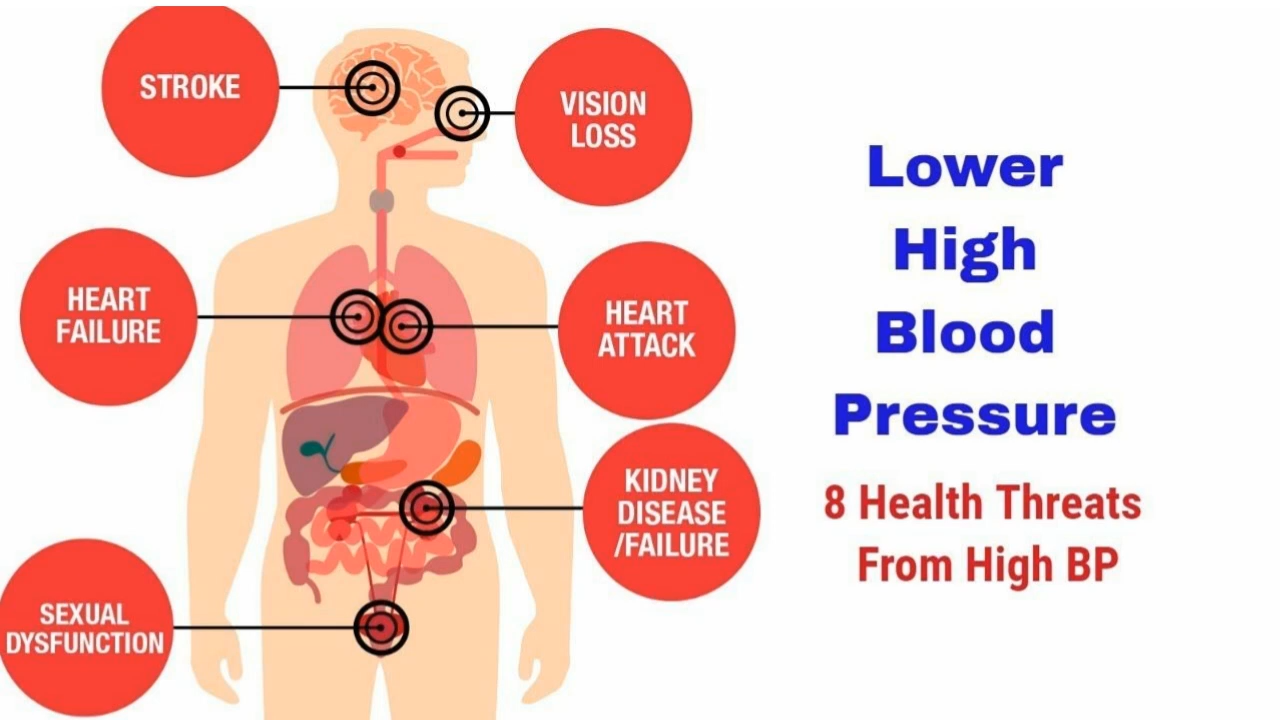 STROKE
VISION
LOSS
HEART
FAILURE
HEART
ATTACK
KIDNEY
DISEASE
/FAILURE
SEXUAL
DYSFUNCTION
Lower
High
Blood
Pressure
8 Health Threats
From High BP